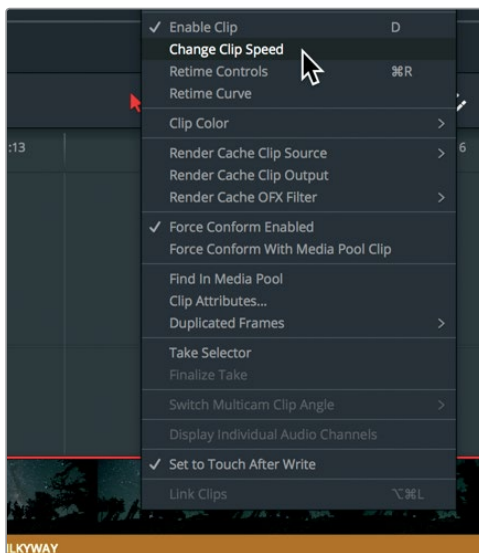 Enable Clip D
Change Clip Speed
Retime Controls ⌘R
Retime Curve
Clip Color >
:13
6
Render Cache Clip Source >
Render Cache Clip Output
Render Cache OFX Filter >
Force Conform Enabled
Force Conform With Media Pool Clip
Find In Media Pool
Clip Attributes...
Duplicated Frames >
Take Selector
Finalize Take
Switch Multicam Clip Angle >
Display Individual Audio Channels
Set to Touch After Write
Link Clips ⌥⌘L
ILKYWAY